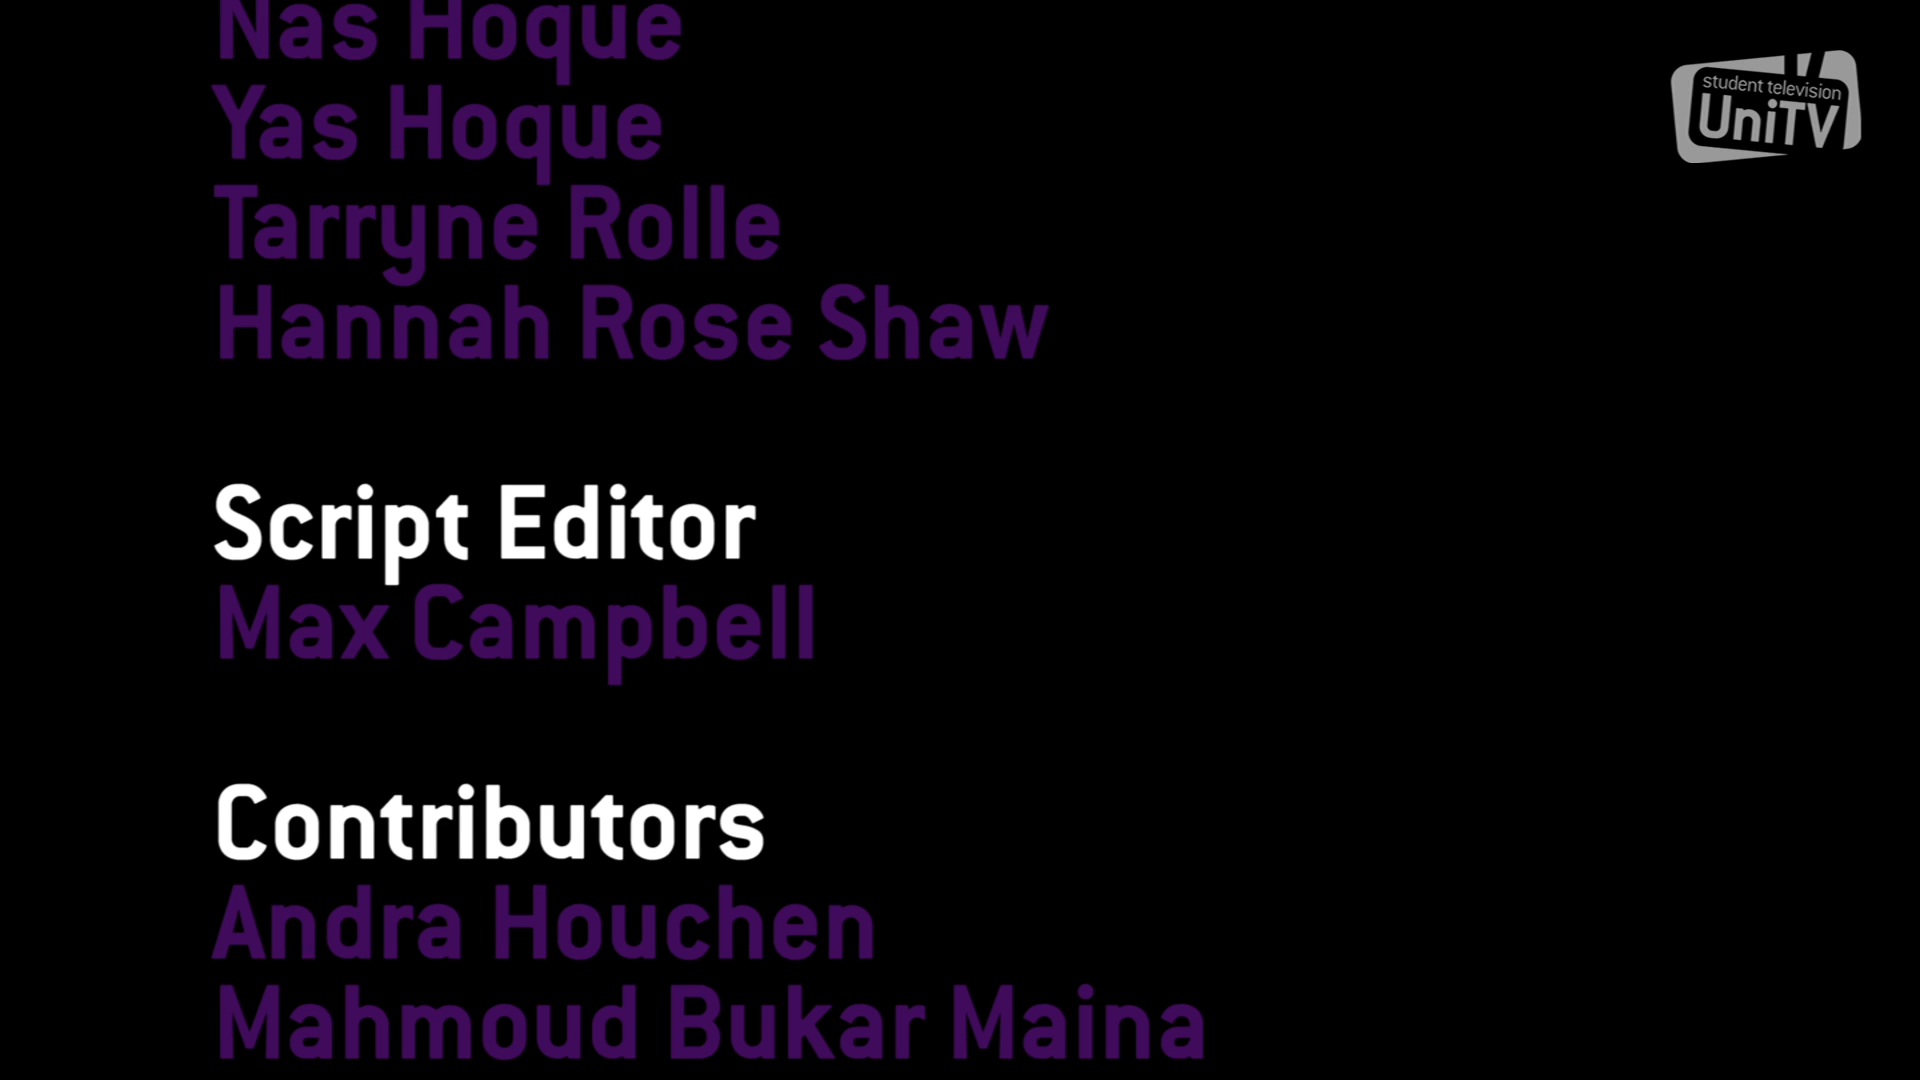 Nas Hoque
Yas Hoque
Tarryne Rolle
Hannah Rose Shaw
Script Editor
Max Campbell
Contributors
Andra Houchen
Mahmoud Bukar Maina
student television
UniTV